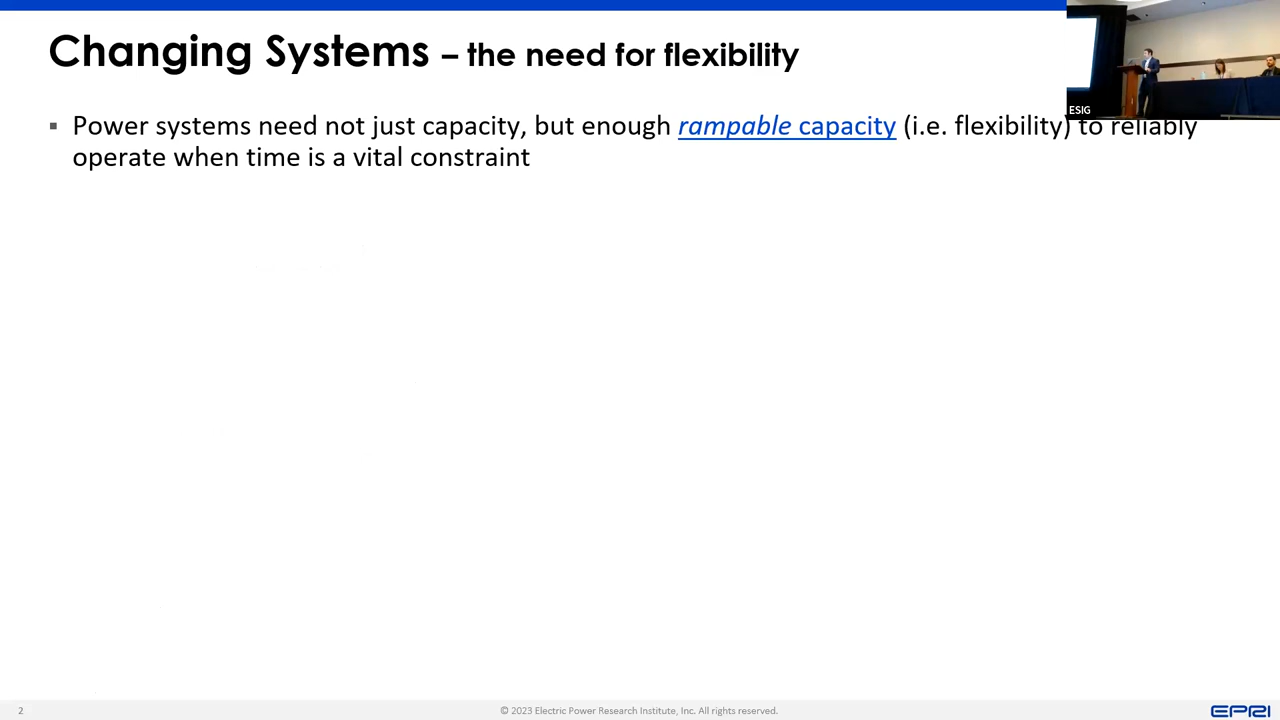 Changing Systems – the need for flexibility
ESIG
▪ Power systems need not just capacity, but enough rampable capacity (i.e. flexibility) to reliably
operate when time is a vital constraint
2
© 2023 Electric Power Research Institute, Inc. All rights reserved.
EPRI